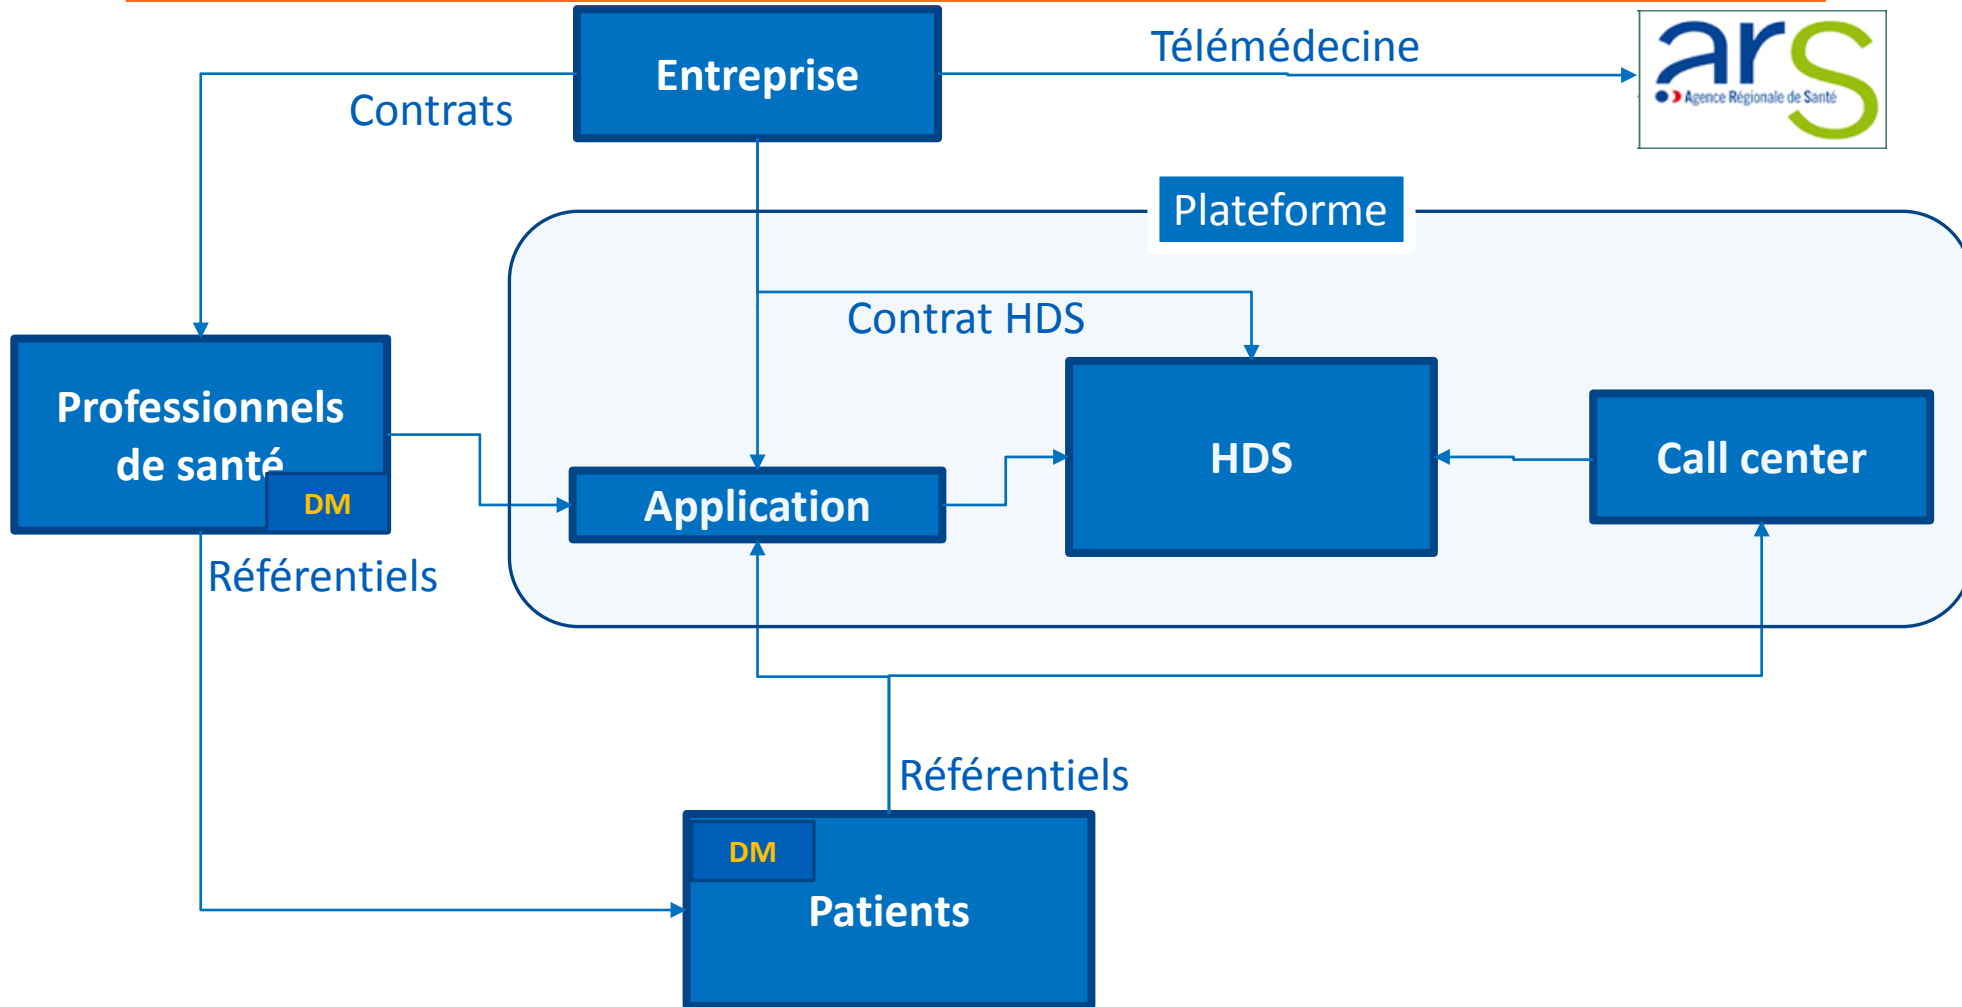 Entreprise
Télémédecine
ars
Agence Régionale de Santé
Contrats
Plateforme
Contrat HDS
Professionnels
de santé
DM
Application
HDS
Call center
Référentiels
Référentiels
DM
Patients